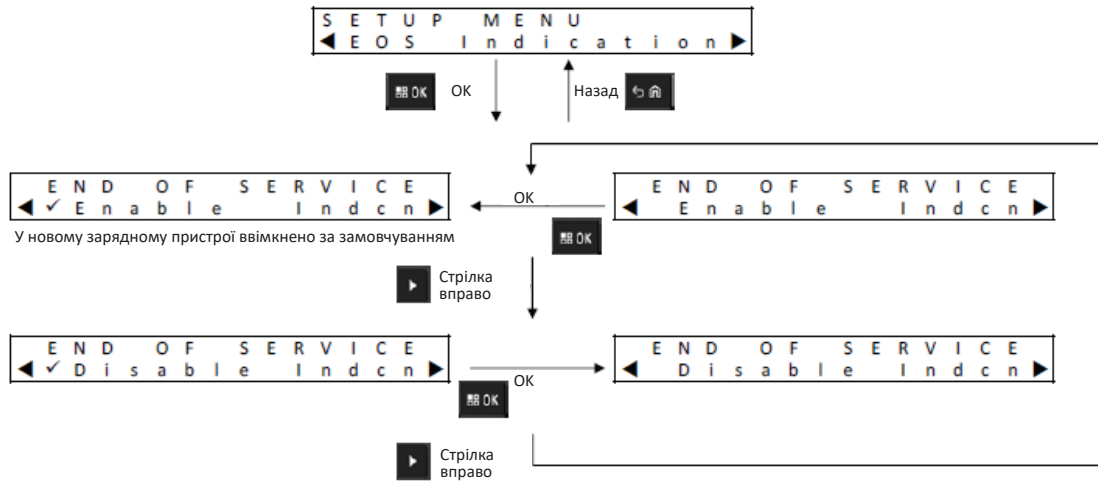 SETUP MENU
◀EOS Indication▶
OK OK Назад
END OF SERVICE
◀✓Enable Indcn▶
OK
END OF SERVICE
◀ Enable Indcn▶
У новому зарядному пристрої ввімкнено за замовчуванням
OK
Стрілка
вправо
END OF SERVICE
◀✓Disable Indcn▶
OK
END OF SERVICE
◀ Disable Indcn▶
OK
Стрілка
вправо